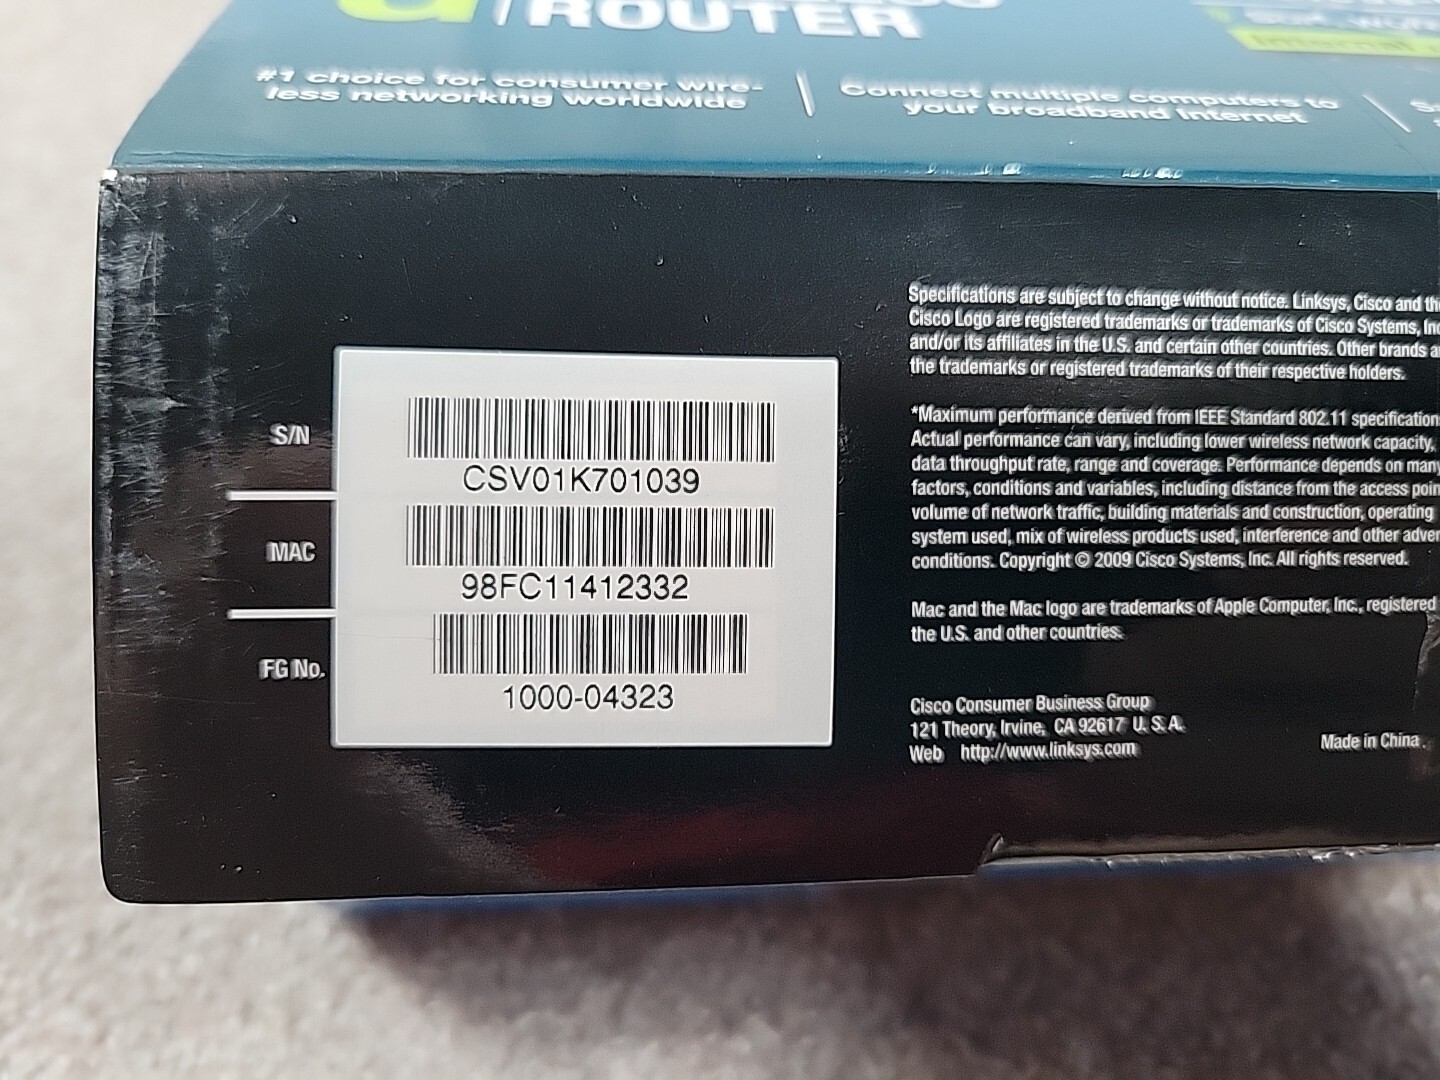 ROUTER
#1 choice for consumer wire-
less networking worldwide
Connect multiple computers to
your broadband Internet
Internet
Specifications are subject to change without notice. Linksys, Cisco and the
Cisco Logo are registered trademarks or trademarks of Cisco Systems, Inc
and/or its affiliates in the U.S. and certain other countries. Other brands a
the trademarks or registered trademarks of their respective holders.
S/N
CSV01K701039
MAC
98FC11412332
FG No.
1000-04323
*Maximum performance derived from IEEE Standard 802.11 specification
Actual performance can vary, including lower wireless network capacity,
data throughput rate, range and coverage. Performance depends on many
factors, conditions and variables, including distance from the access poin
volume of network traffic, building materials and construction, operating
system used, mix of wireless products used, interference and other adver
conditions. Copyright © 2009 Cisco Systems, Inc. All rights reserved.
Mac and the Mac logo are trademarks of Apple Computer, Inc., registered
the U.S. and other countries.
Cisco Consumer Business Group
121 Theory, Irvine, CA 92617 U. S. A.
Web http://www.linksys.com
Made in China.